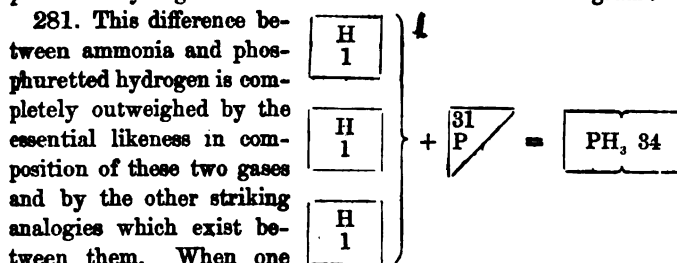 281. This difference be-
tween ammonia and phos-
phuretted hydrogen is com-
pletely outweighed by the
essential likeness in com-
position of these two gases
and by the other striking
analogies which exist be-
tween them. When one
H
1
H
1
H
1
+
31
P
=
PH₃ 34